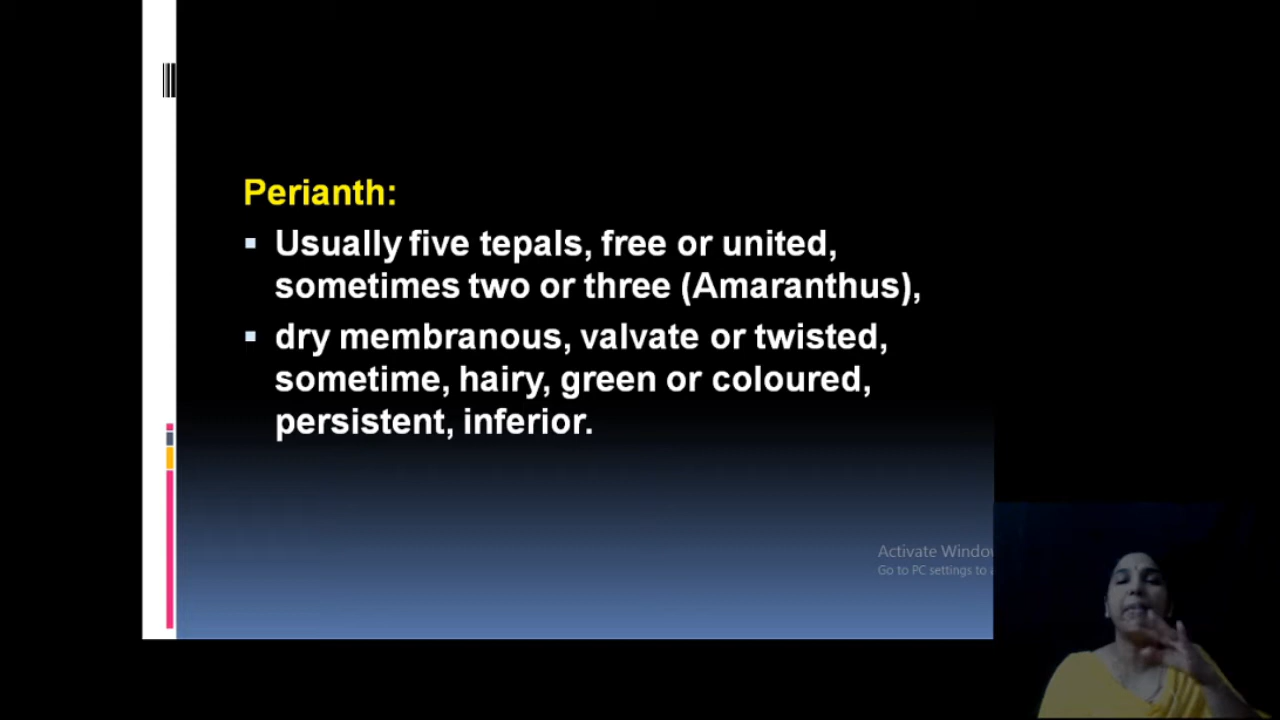 Perianth:
Usually five tepals, free or united,
sometimes two or three (Amaranthus),
dry membranous, valvate or twisted,
sometime, hairy, green or coloured,
persistent, inferior.
Activate Windo
Go to PC settings to a